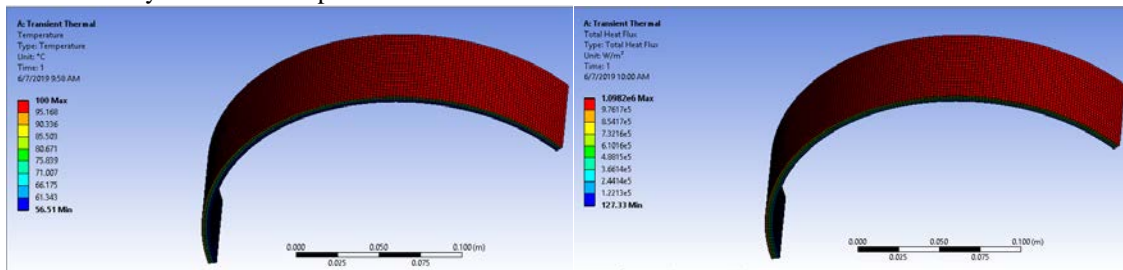 A: Transient Thermal
Temperature
Type: Temperature
Unit: °C
Time: 1
6/7/2019 9:58 AM
100 Max
95.168
90.336
85.503
80.671
75.839
71.007
66.175
61.343
56.51 Min
0.000
0.050
0.100 (m)
0.025
0.075
A: Transient Thermal
Total Heat Flux
Type: Total Heat Flux
Unit: W/m²
Time: 1
6/7/2019 10:00 AM
1.0982e6 Max
9.7617e5
8.5417e5
7.3216e5
6.1016e5
4.8815e5
3.6614e5
2.4414e5
1.2213e5
127.33 Min
0.000
0.050
0.100 (m)
0.025
0.075